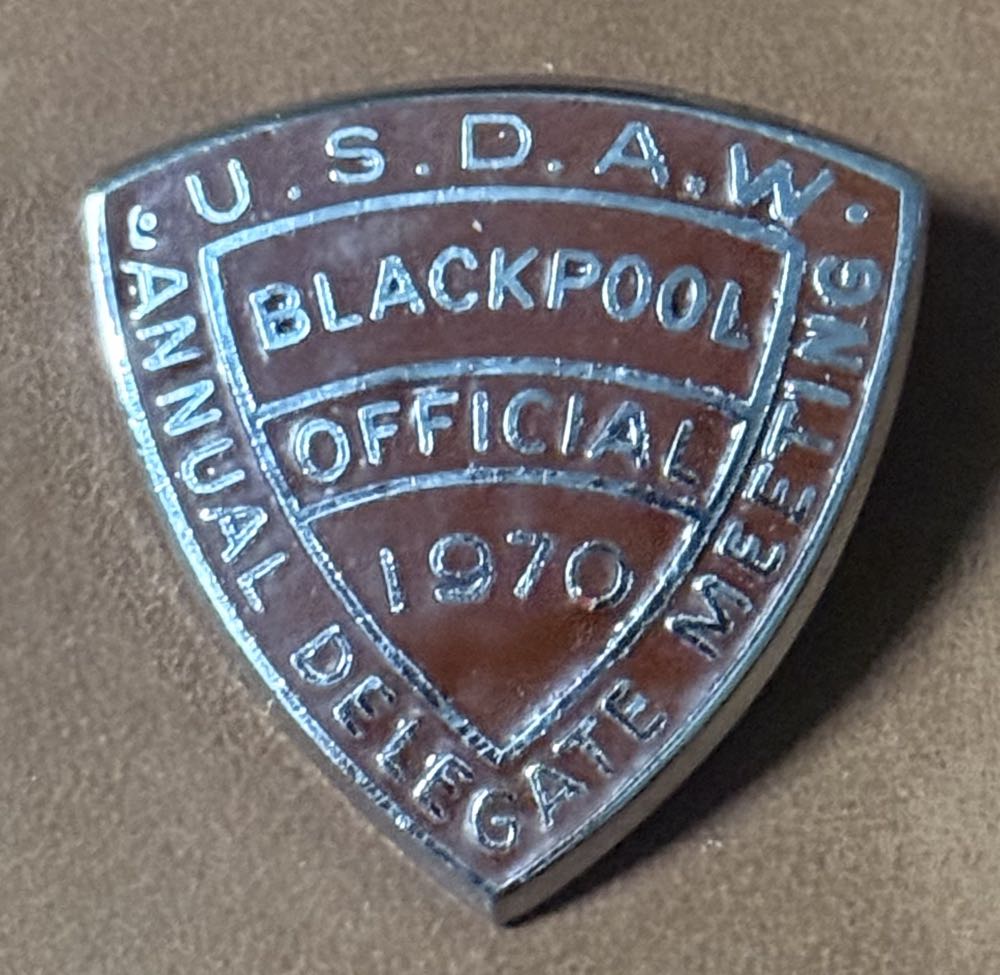 U.S.D.A.W.
BLACKPOOL
OFFICIAL
1970
ANNUAL DELEGATE MEETING